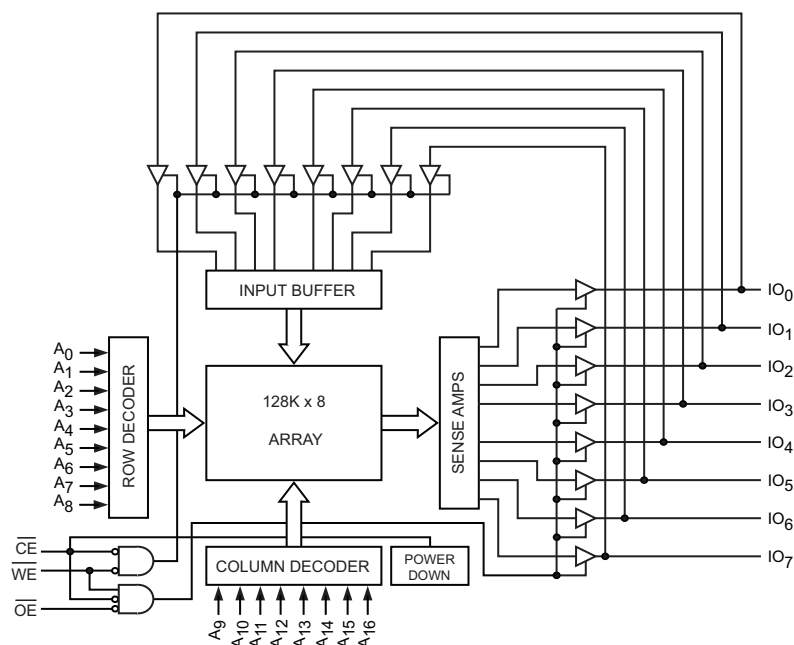 INPUT BUFFER
IO0
IO1
IO2
IO3
IO4
IO5
IO6
IO7
A0
A1
A2
A3
A4
A5
A6
A7
A8
ROW DECODER
128K x 8
ARRAY
SENSE AMPS
CE
WE
OE
COLUMN DECODER
POWER
DOWN
A9
A10
A11
A12
A13
A14
A15
A16